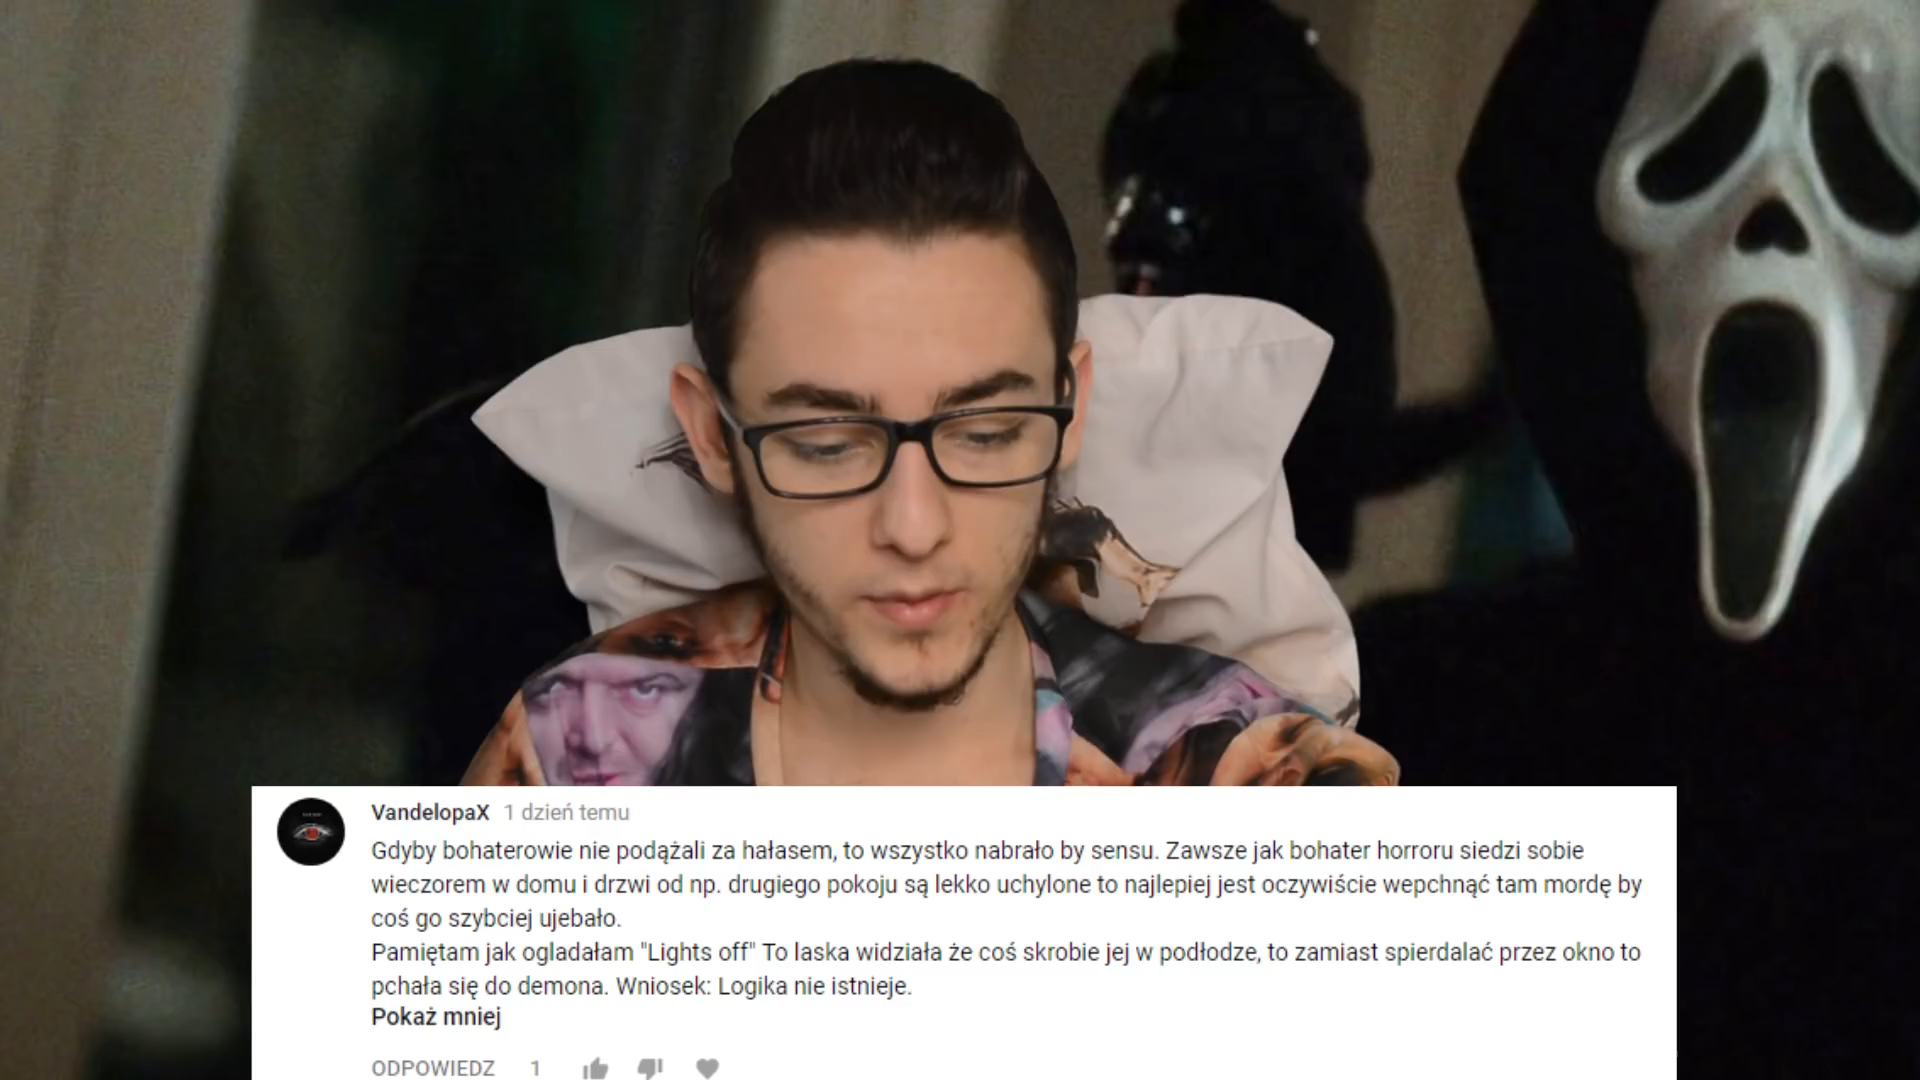 VandelopaX 1 dzień temu
Gdyby bohaterowie nie podążali za hałasem, to wszystko nabrało by sensu. Zawsze jak bohater horroru siedzi sobie
wieczorem w domu i drzwi od np. drugiego pokoju są lekko uchylone to najlepiej jest oczywiście wepchnąć tam mordę by
coś go szybciej ujebało.
Pamiętam jak ogladałam "Lights off" To laska widziała że coś skrobie jej w podłodze, to zamiast spierdalać przez okno to
pchała się do demona. Wniosek: Logika nie istnieje.
Pokaż mniej
ODPOWIEDZ 1